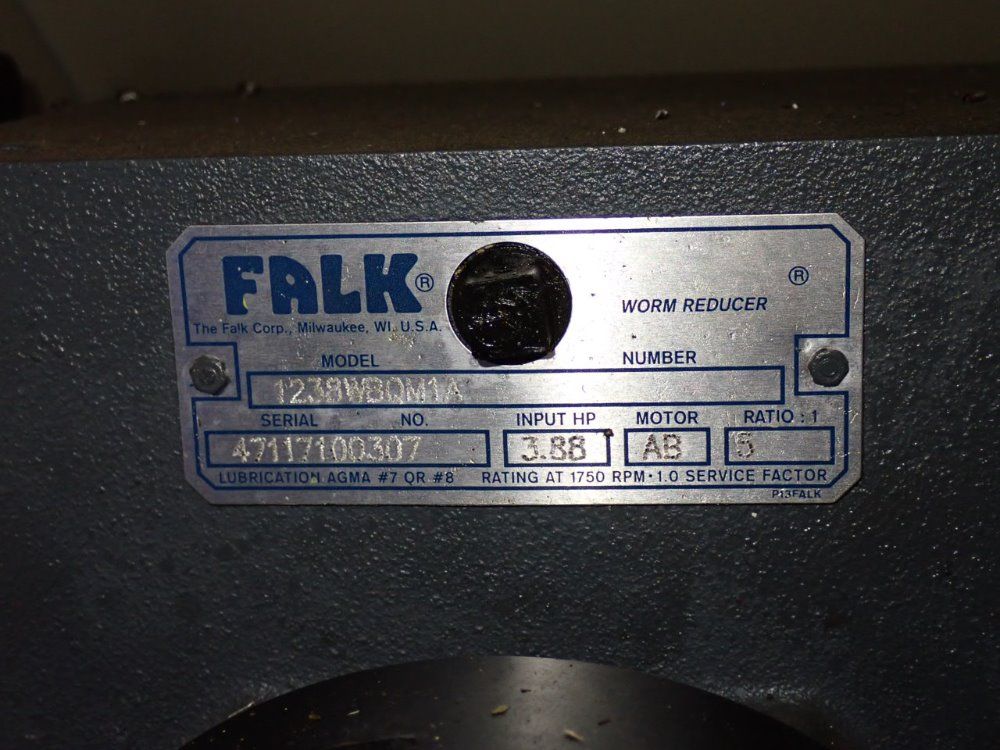 FALK®
®
WORM REDUCER
The Falk Corp., Milwaukee, WI. U.S.A.
MODEL NUMBER
1238WBQM1A
SERIAL NO. INPUT HP MOTOR RATIO : 1
47117100307 3.88 AB 5
LUBRICATION AGMA #7 OR #8 RATING AT 1750 RPM · 1.0 SERVICE FACTOR
P13FALK